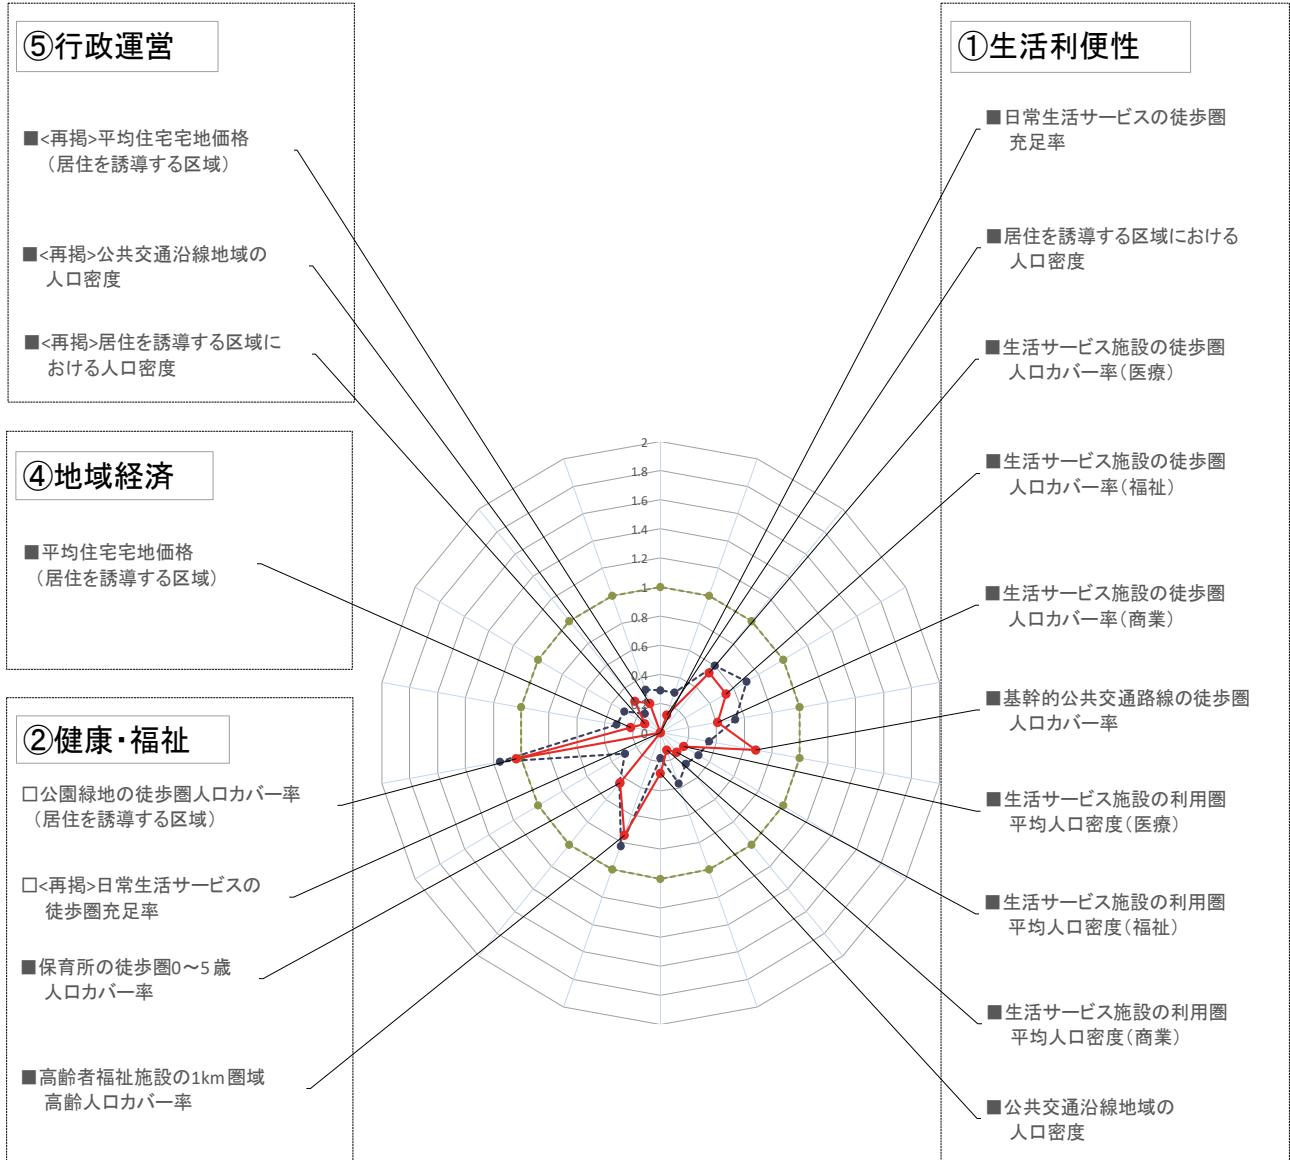 ⑤行政運営
■<再掲>平均住宅宅地価格
（居住を誘導する区域）
■<再掲>公共交通沿線地域の
人口密度
■<再掲>居住を誘導する区域に
おける人口密度
④地域経済
■平均住宅宅地価格
（居住を誘導する区域）
②健康・福祉
□公園緑地の徒歩圏人口カバー率
（居住を誘導する区域）
□<再掲>日常生活サービスの
徒歩圏充足率
■保育所の徒歩圏0～5歳
人口カバー率
■高齢者福祉施設の1km圏域
高齢人口カバー率
2
1.8
1.6
1.4
1.2
1
0.8
0.6
0.4
0
①生活利便性
■日常生活サービスの徒歩圏
充足率
■居住を誘導する区域における
人口密度
■生活サービス施設の徒歩圏
人口カバー率（医療）
■生活サービス施設の徒歩圏
人口カバー率（福祉）
■生活サービス施設の徒歩圏
人口カバー率（商業）
■基幹的公共交通路線の徒歩圏
人口カバー率
■生活サービス施設の利用圏
平均人口密度（医療）
■生活サービス施設の利用圏
平均人口密度（福祉）
■生活サービス施設の利用圏
平均人口密度（商業）
■公共交通沿線地域の
人口密度